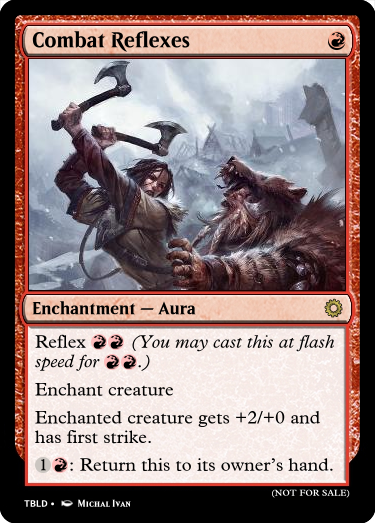 Combat Reflexes
Enchantment — Aura
Reflex (You may cast this at flash
speed for .)
Enchant creature
Enchanted creature gets +2/+0 and
has first strike.
1: Return this to its owner's hand.
(NOT FOR SALE)
TBLD • Michal Ivan